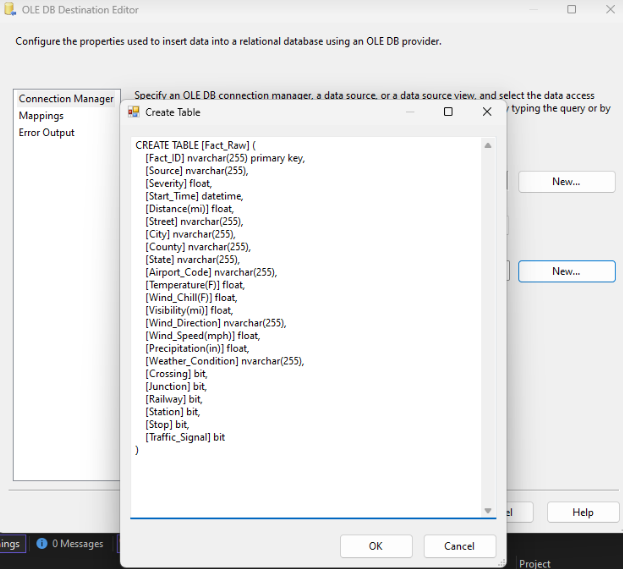 OLE DB Destination Editor
Configure the properties used to insert data into a relational database using an OLE DB provider.
Connection Manager
Mappings
Error Output
Specify an OLE DB connection manager, a data source, or a data source view, and select the data access
typing the query or by
New...
New...
Create Table
CREATE TABLE [Fact_Raw] (
[Fact_ID] nvarchar(255) primary key,
[Source] nvarchar(255),
[Severity] float,
[Start_Time] datetime,
[Distance(mi)] float,
[Street] nvarchar(255),
[City] nvarchar(255),
[County] nvarchar(255),
[State] nvarchar(255),
[Airport_Code] nvarchar(255),
[Temperature(F)] float,
[Wind_Chill(F)] float,
[Visibility(mi)] float,
[Wind_Direction] nvarchar(255),
[Wind_Speed(mph)] float,
[Precipitation(in)] float,
[Weather_Condition] nvarchar(255),
[Crossing] bit,
[Junction] bit,
[Railway] bit,
[Station] bit,
[Stop] bit,
[Traffic_Signal] bit
)
OK
Cancel
Help
0 Messages
Project